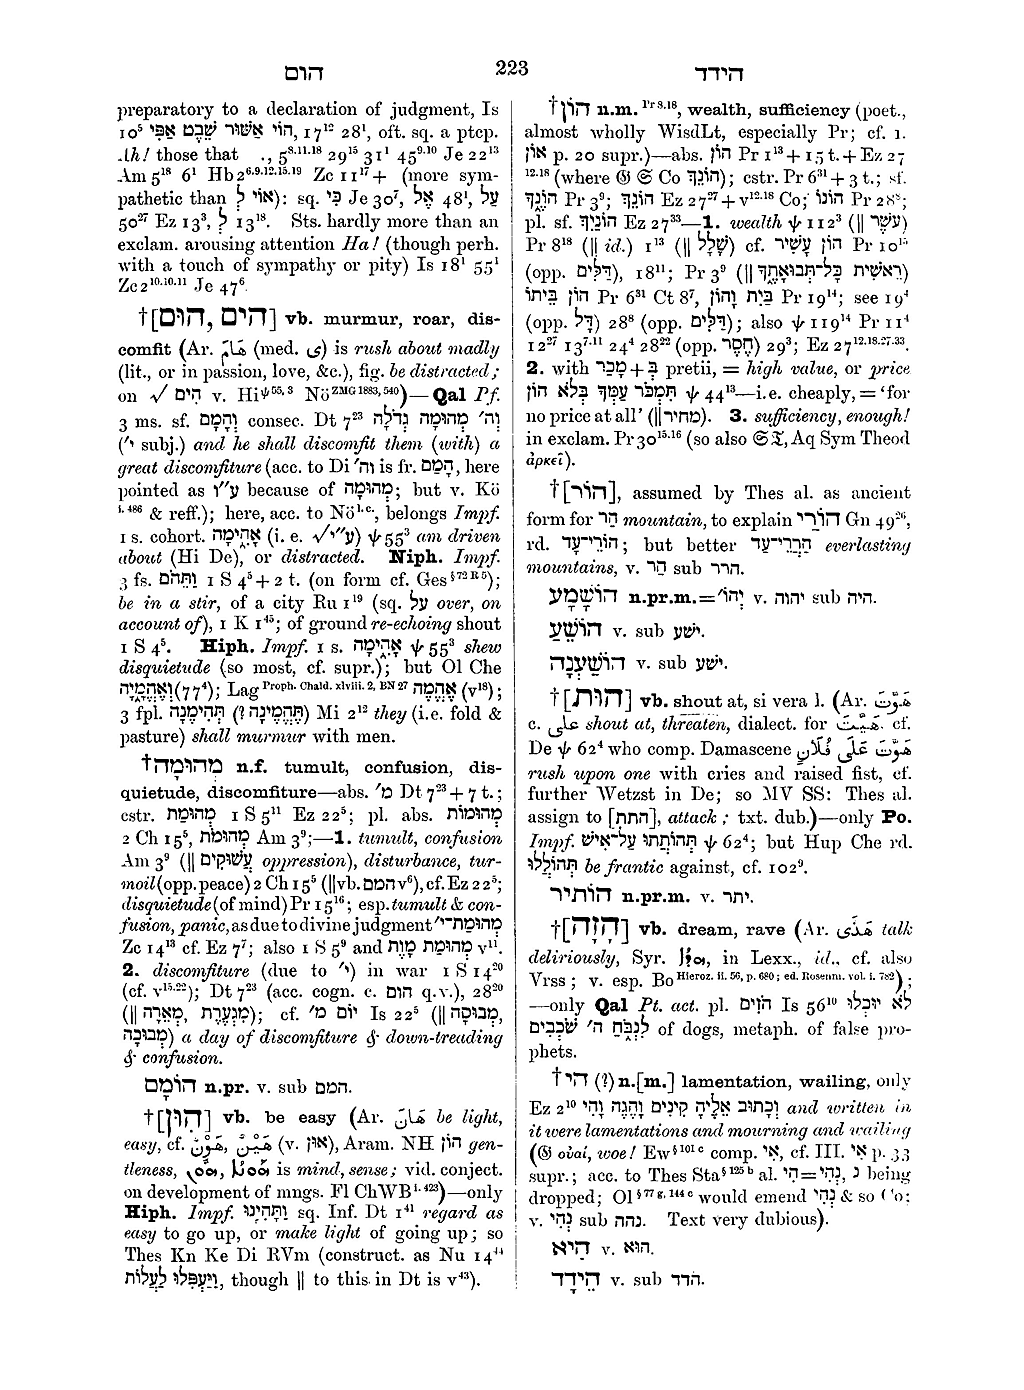 הום 223 הידד
preparatory to a declaration of judgment, Is
10⁵ הוֹי אַשּׁוּר שֵׁבֶט אַפִּי, 17¹² 28¹, oft. sq. a ptcp.
Ah! those that . ., 5⁸·¹¹·¹⁸ 29¹⁵ 31¹ 45⁹·¹⁰ Je 22¹³
Am 5¹⁸ 6¹ Hb 2⁶·⁹·¹²·¹⁵·¹⁹ Zc 11¹⁷ + (more sym-
pathetic than אוֹי לְ): sq. כִּי Je 30⁷, אֶל 48¹, עַל
50²⁷ Ez 13³, לְ 13¹⁸. Sts. hardly more than an
exclam. arousing attention Ha! (though perh.
with a touch of sympathy or pity) Is 18¹ 55¹
Zc 2¹⁰·¹⁰·¹¹ Je 47⁶.
†[הוּם, הִים] vb. murmur, roar, dis-
comfit (Ar. هَامَ (med. ي) is rush about madly
(lit., or in passion, love, &c.), fig. be distracted;
on √ הִים v. Hi ψ 55, 3 Nö ZMG 1883, 540)—Qal Pf.
3 ms. sf. וְהָמָם consec. Dt 7²³ וה׳ מְהוּמָה גְדֹלָה
(י׳ subj.) and he shall discomfit them (with) a
great discomfiture (acc. to Di וה׳ is fr. הָמַם, here
pointed as ע״ו because of מְהוּמָה; but v. Kö
i. 486 & reff.); here, acc. to Nö l.c., belongs Impf.
1 s. cohort. אָהִימָה (i. e. √ע״י) ψ 55³ am driven
about (Hi De), or distracted. Niph. Impf.
3 fs. וַתֵּהֹם 1 S 4⁵ + 2 t. (on form cf. Ges § 72 R 5);
be in a stir, of a city Ru 1¹⁹ (sq. עַל over, on
account of), 1 K 1⁴⁵; of ground re-echoing shout
1 S 4⁵. Hiph. Impf. 1 s. אָהִימָה ψ 55³ shew
disquietude (so most, cf. supr.); but Ol Che
וְאֶהֱמָיָה (77⁴); Lag Proph. Chald. xlviii. 2, BN 27 אֶהֱמֶה (v¹⁸);
3 fpl. תְּהִימֶנָה (תֶּהֱמֶינָה ?) Mi 2¹² they (i.e. fold &
pasture) shall murmur with men.
†מְהוּמָה n.f. tumult, confusion, dis-
quietude, discomfiture—abs. מ׳ Dt 7²³ + 7 t.;
cstr. מְהוּמַת 1 S 5¹¹ Ez 22⁵; pl. abs. מְהוּמוֹת
2 Ch 15⁵, מְהוּמֹת Am 3⁹;—1. tumult, confusion
Am 3⁹ (|| עֲשׁוּקִים oppression), disturbance, tur-
moil (opp. peace) 2 Ch 15⁵ (|| vb. המם v⁶), cf. Ez 22⁵;
disquietude (of mind) Pr 15¹⁶; esp. tumult & con-
fusion, panic, as due to divine judgment מְהוּמַת־י׳
Zc 14¹³ cf. Ez 7⁷; also 1 S 5⁹ and מְהוּמַת מָוֶת v¹¹.
2. discomfiture (due to י׳) in war 1 S 14²⁰
(cf. v¹⁵·²²); Dt 7²³ (acc. cogn. c. הום q.v.), 28²⁰
(|| מְאֵרָה, מִגְעֶרֶת); cf. יוֹם מ׳ Is 22⁵ (|| מְבוּסָה,
מְבוּכָה) a day of discomfiture & down-treading
& confusion.
הוֹמָם n.pr. v. sub המם.
†[הוּן] vb. be easy (Ar. هَانَ be light,
easy, cf. هَيِّنٌ, هَوْنٌ (v. אוּן), Aram. NH הוֹן gen-
tleness, ܗܘܢ, ܗܘܢܐ is mind, sense; vid. conject.
on development of mngs. Fl ChWB i. 423)—only
Hiph. Impf. וַתָּהִינוּ sq. Inf. Dt 1⁴¹ regard as
easy to go up, or make light of going up; so
Thes Kn Ke Di RVm (construct. as Nu 14⁴⁴
וַיַּעְפִּלוּ לַעֲלוֹת, though || to this in Dt is v⁴³).
†הוֹן n.m. Pr 8.18, wealth, sufficiency (poet.,
almost wholly WisdLt, especially Pr; cf. 1.
אוֹן p. 20 supr.)—abs. הוֹן Pr 1¹³ + 15 t. + Ez 27
12.18 (where 𝔊 𝔖 Co הוֹנֵךְ); cstr. Pr 6³¹ + 3 t.; sf.
הוֹנֶךָ Pr 3⁹; הוֹנֵךְ Ez 27²⁷ + v¹²·¹⁸ Co; הוֹנוֹ Pr 28⁸;
pl. sf. הוֹנַיִךְ Ez 27³³—1. wealth ψ 112³ (|| עֹשֶׁר)
Pr 8¹⁸ (|| id.) 1¹³ (|| שָׁלָל) cf. הוֹן עָשִׁיר Pr 10¹⁵
(opp. דַּלִּים), 18¹¹; Pr 3⁹ (|| רֵאשִׁית כָּל־תְּבוּאָתֶךָ)
הוֹן בֵּיתוֹ Pr 6³¹ Ct 8⁷, בַּיִת וָהוֹן Pr 19¹⁴; see 19⁴
(opp. דָּל) 28⁸ (opp. דַּלִּים); also ψ 119¹⁴ Pr 11⁴
12²⁷ 13⁷·¹¹ 24⁴ 28²² (opp. חֶסֶר) 29³; Ez 27¹²·¹⁸·²⁷·³³.
2. with בְּ + מָכַר pretii, = high value, or price
תִּמְכֹּר עַמְּךָ בְּלֹא הוֹן ψ 44¹³—i.e. cheaply, = ‘for
no price at all’ (|| מחיר). 3. sufficiency, enough!
in exclam. Pr 30¹⁵·¹⁶ (so also 𝔖 𝔗, Aq Sym Theod
ἀρκεῖ).
†[הוֹר], assumed by Thes al. as ancient
form for הַר mountain, to explain הוֹרַי Gn 49²⁶,
rd. הוֹרֵי־עַד; but better הַרֲרֵי־עַד everlasting
mountains, v. הַר sub הרר.
הוֹשָׁמָע n.pr.m. = יְהוֹ׳ v. יהוה sub היה.
הוֹשֵׁעַ v. sub ישׁע.
הוֹשַׁעְנָה v. sub ישׁע.
†[הוּת] vb. shout at, si vera l. (Ar. هَوَّتَ
c. على shout at, threaten, dialect. for هَيَّتَ. cf.
De ψ 62⁴ who comp. Damascene هَوَّتَ عَلَى فُلَانٍ
rush upon one with cries and raised fist, cf.
further Wetzst in De; so MV SS: Thes al.
assign to [התת], attack; txt. dub.)—only Po.
Impf. תְּהוֹתֲתוּ עַל־אִישׁ ψ 62⁴; but Hup Che rd.
תְּהוֹלֲלוּ be frantic against, cf. 102⁹.
הוֹתִיר n.pr.m. v. יתר.
†[הָזָה] vb. dream, rave (Ar. هَذَى talk
deliriously, Syr. ܗܕܐ, in Lexx., id., cf. also
Vrss; v. esp. Bo Hieroz. ii. 56, p. 680; ed. Rosenm. vol. i. 782);
—only Qal Pt. act. pl. הֹזִים Is 56¹⁰ לֹא יוּכְלוּ
לִנְבֹּחַ ה׳ שֹׁכְבִים of dogs, metaph. of false pro-
phets.
†הִי (?) n.[m.] lamentation, wailing, only
Ez 2¹⁰ וְכָתוּב אֵלֶיהָ קִינִים וָהֶגֶה וָהִי and written in
it were lamentations and mourning and wailing
(𝔊 οὐαί, woe! Ew § 101 c comp. אִי, cf. III. אִי p. 33
supr.; acc. to Thes Sta § 125 b al. הִי = נְהִי, נ being
dropped; Ol § 77 g, 144 c would emend נְהִי & so Co;
v. נְהִי sub נהה. Text very dubious).
הִיא v. הוּא.
הֵידָד v. sub הדד.